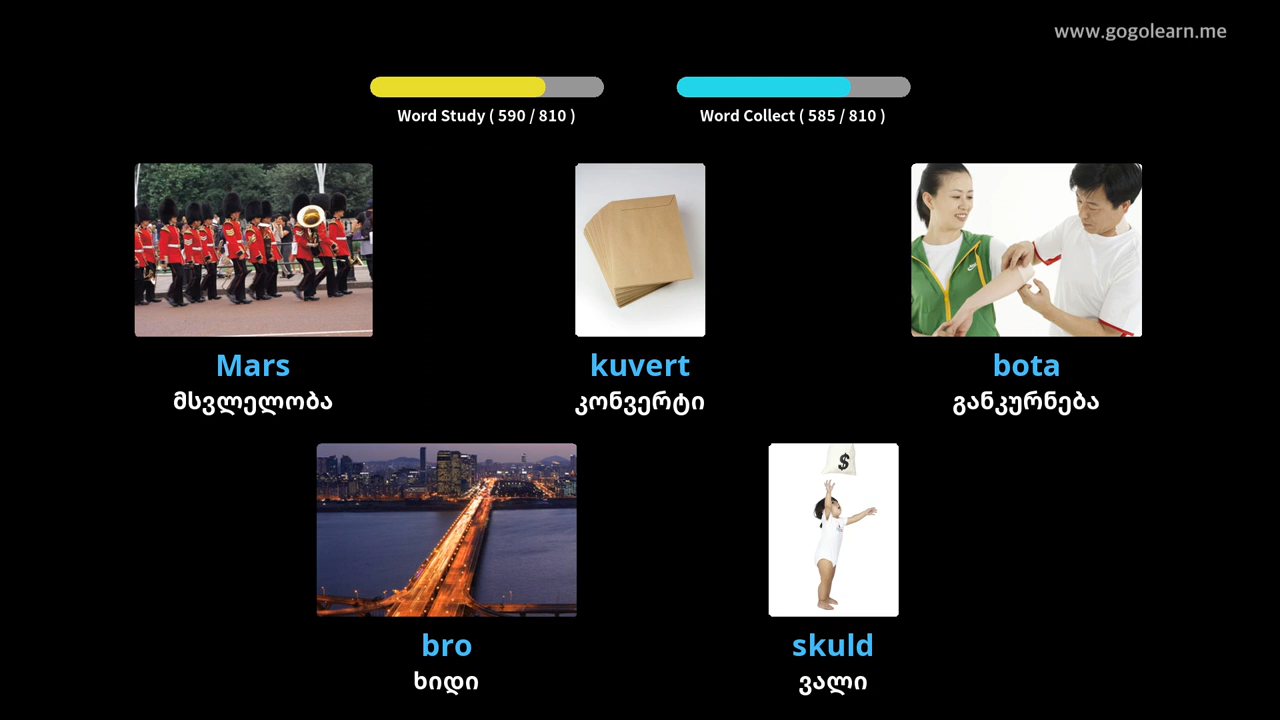 www.gogolearn.me
Word Study ( 590 / 810 )
Word Collect ( 585 / 810 )
Mars
მსვლელობა
kuvert
კონვერტი
bota
განკურნება
$
bro
ხიდი
skuld
ვალი